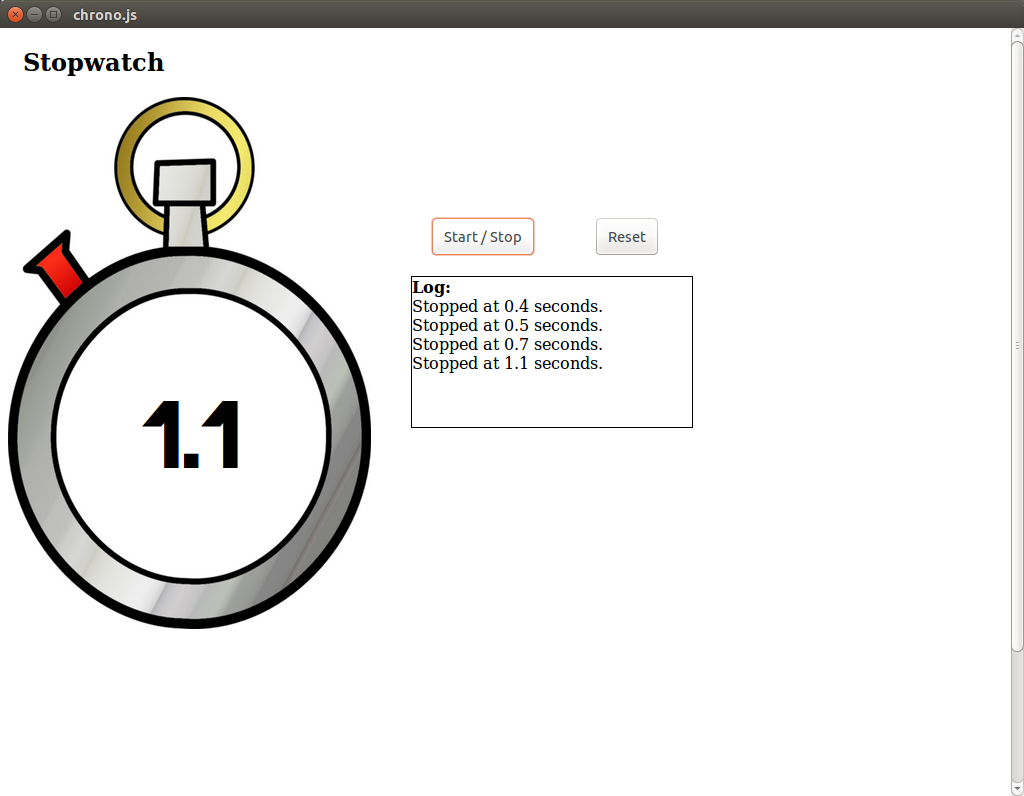 chrono.js
Stopwatch
1.1
Start / Stop
Reset
Log:
Stopped at 0.4 seconds.
Stopped at 0.5 seconds.
Stopped at 0.7 seconds.
Stopped at 1.1 seconds.